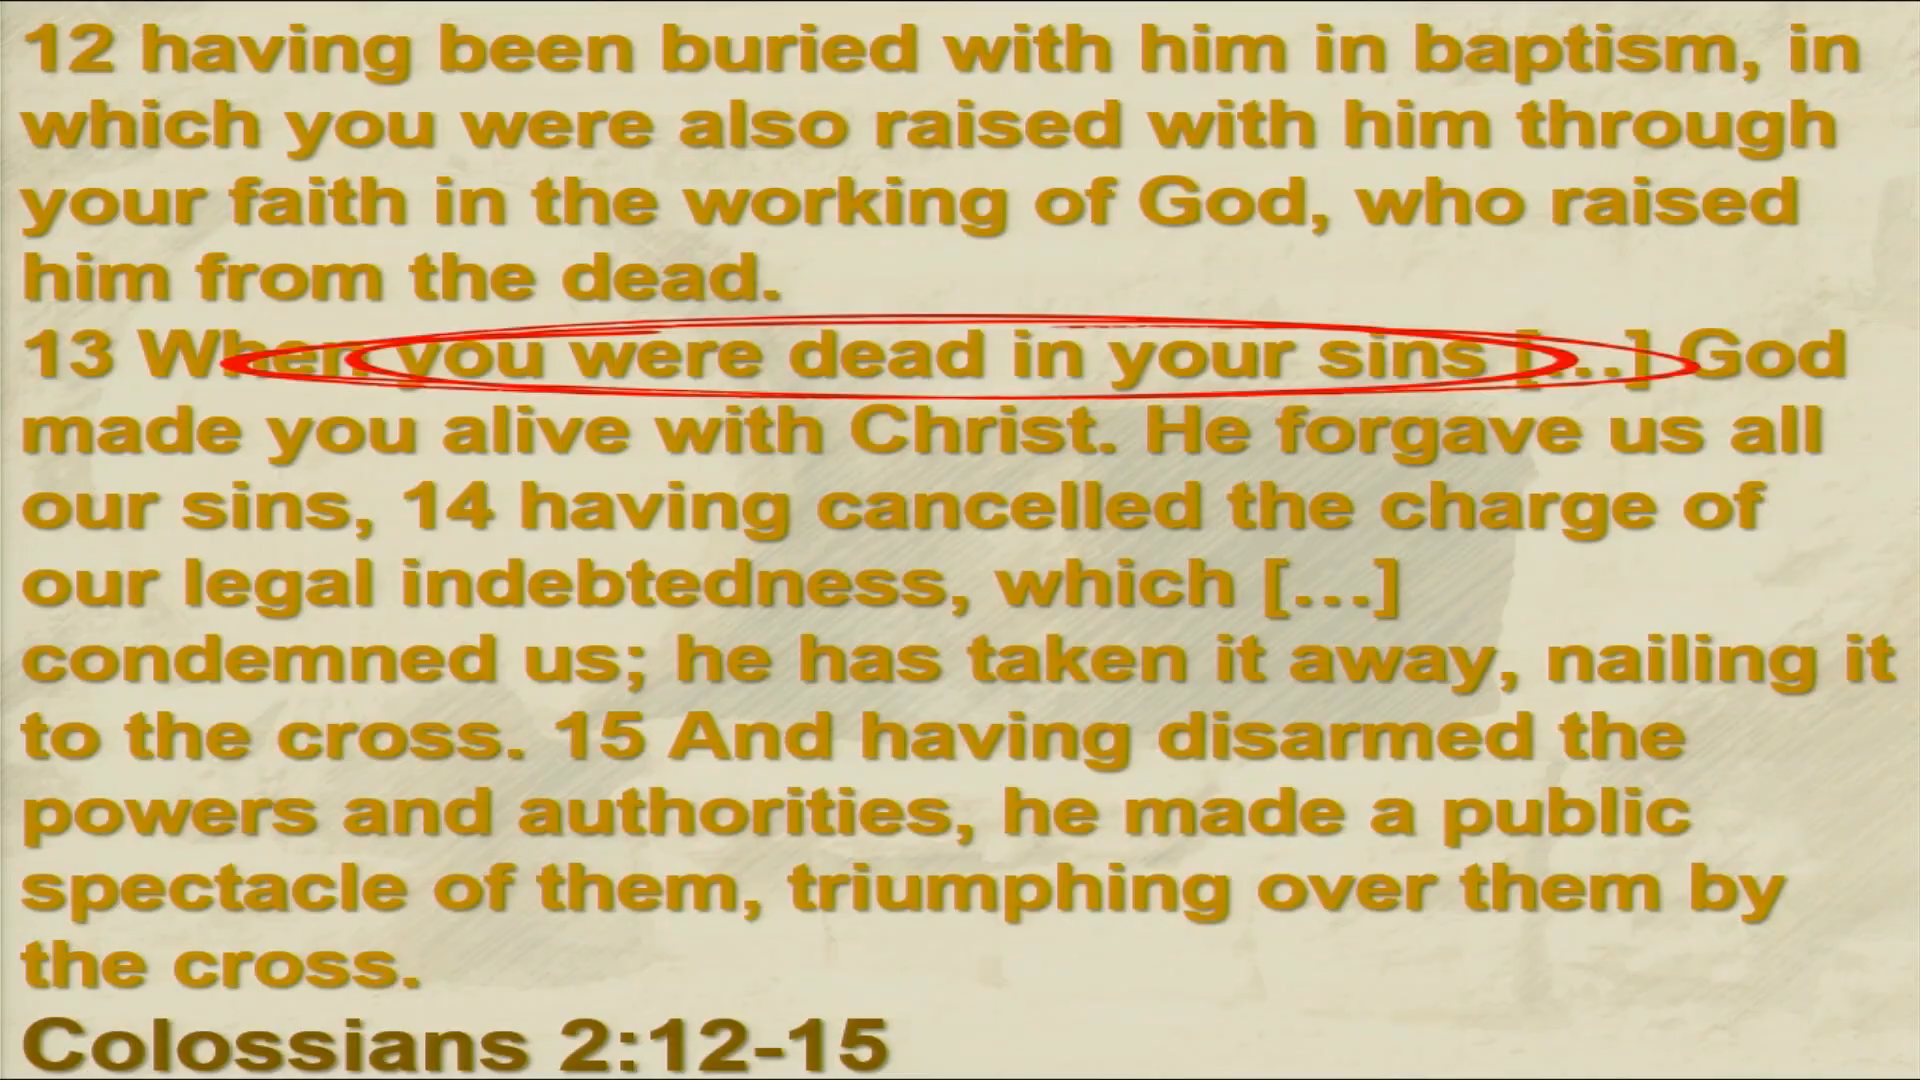 12 having been buried with him in baptism, in
which you were also raised with him through
your faith in the working of God, who raised
him from the dead.
13 When you were dead in your sins [...] God
made you alive with Christ. He forgave us all
our sins, 14 having cancelled the charge of
our legal indebtedness, which [...]
condemned us; he has taken it away, nailing it
to the cross. 15 And having disarmed the
powers and authorities, he made a public
spectacle of them, triumphing over them by
the cross.
Colossians 2:12-15